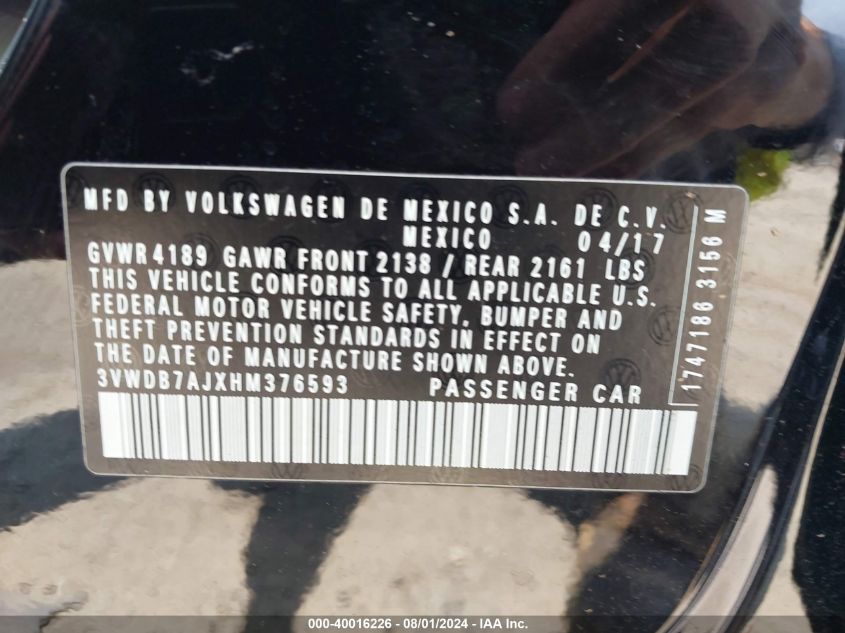 MFD BY VOLKSWAGEN DE MEXICO S.A. DE C.V.
MEXICO 04/17
GVWR 4189 GAWR FRONT 2138 / REAR 2161 LBS
THIS VEHICLE CONFORMS TO ALL APPLICABLE U.S.
FEDERAL MOTOR VEHICLE SAFETY, BUMPER AND
THEFT PREVENTION STANDARDS IN EFFECT ON
THE DATE OF MANUFACTURE SHOWN ABOVE.
3VWDB7AJXHM376593 PASSENGER CAR
1747186 3156 M
000-40016226 - 08/01/2024 - IAA Inc.